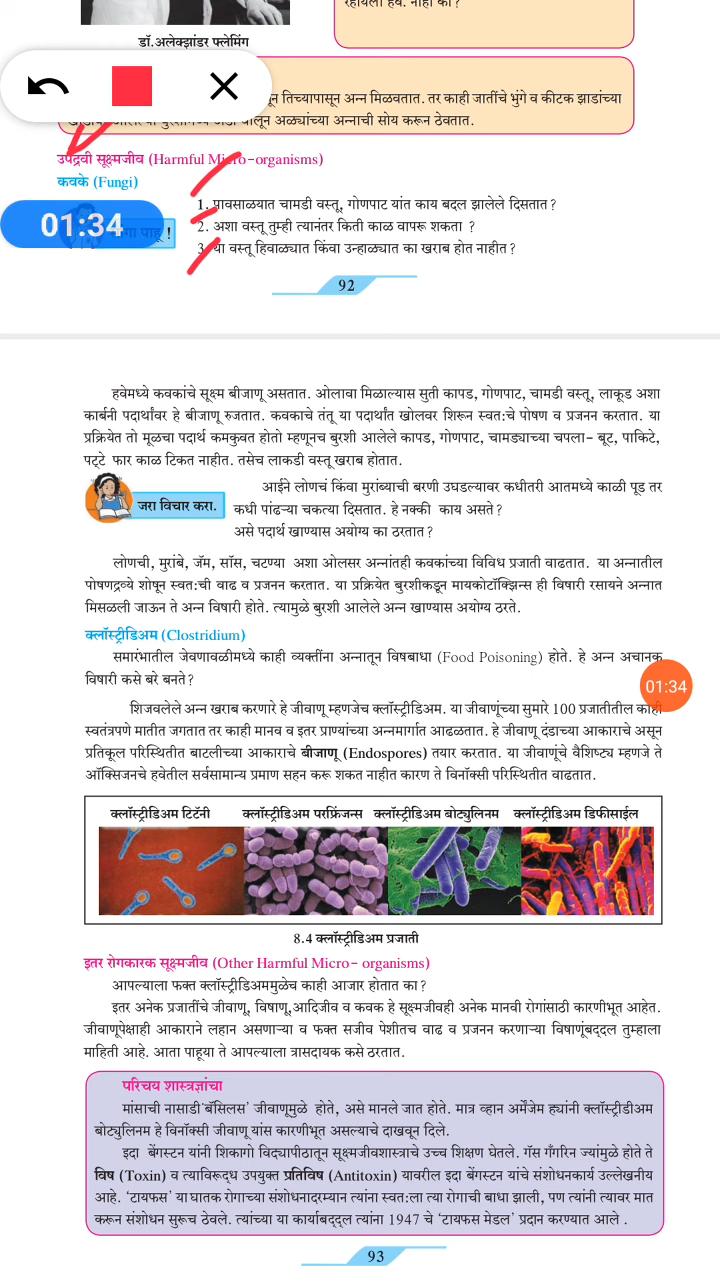 रहायला हवे. नाही का?
डॉ.अलेक्झांडर फ्लेमिंग
सून तिच्यापासून अन्न मिळवतात. तर काही जातींचे भुंगे व कीटक झाडांच्या
घालून अळ्यांच्या अन्नाची सोय करून ठेवतात.
उपद्रवी सूक्ष्मजीव (Harmful Micro-organisms)
कवके (Fungi)
1. पावसाळयात चामडी वस्तू, गोणपाट यांत काय बदल झालेले दिसतात?
01:34
पाहू !
2. अशा वस्तू तुम्ही त्यानंतर किती काळ वापरू शकता ?
3. या वस्तू हिवाळ्यात किंवा उन्हाळ्यात का खराब होत नाहीत?
92
हवेमध्ये कवकांचे सूक्ष्म बीजाणू असतात. ओलावा मिळाल्यास सुती कापड, गोणपाट, चामडी वस्तू, लाकूड अशा
कार्बनी पदार्थांवर हे बीजाणू रुजतात. कवकाचे तंतू या पदार्थांत खोलवर शिरून स्वत:चे पोषण व प्रजनन करतात. या
प्रक्रियेत तो मूळचा पदार्थ कमकुवत होतो म्हणूनच बुरशी आलेले कापड, गोणपाट, चामड्याच्या चपला- बूट, पाकिटे,
पट्टे फार काळ टिकत नाहीत. तसेच लाकडी वस्तू खराब होतात.
जरा विचार करा.
आईने लोणचं किंवा मुरांब्याची बरणी उघडल्यावर कधीतरी आतमध्ये काळी पूड तर
कधी पांढऱ्या चकत्या दिसतात. हे नक्की काय असते?
असे पदार्थ खाण्यास अयोग्य का ठरतात?
लोणची, मुरांबे, जॅम, सॉस, चटण्या अशा ओलसर अन्नांतही कवकांच्या विविध प्रजाती वाढतात. या अन्नातील
पोषणद्रव्ये शोषून स्वत:ची वाढ व प्रजनन करतात. या प्रक्रियेत बुरशीकडून मायकोटॉक्झिन्स ही विषारी रसायने अन्नात
मिसळली जाऊन ते अन्न विषारी होते. त्यामुळे बुरशी आलेले अन्न खाण्यास अयोग्य ठरते.
क्लॉस्ट्रीडिअम (Clostridium)
समारंभातील जेवणावळीमध्ये काही व्यक्तींना अन्नातून विषबाधा (Food Poisoning) होते. हे अन्न अचानक
विषारी कसे बरे बनते?
01:34
शिजवलेले अन्न खराब करणारे हे जीवाणू म्हणजेच क्लॉस्ट्रीडिअम. या जीवाणूंच्या सुमारे 100 प्रजातीतील काही
स्वतंत्रपणे मातीत जगतात तर काही मानव व इतर प्राण्यांच्या अन्नमार्गात आढळतात. हे जीवाणू दंडाच्या आकाराचे असून
प्रतिकूल परिस्थितीत बाटलीच्या आकाराचे बीजाणू (Endospores) तयार करतात. या जीवाणूंचे वैशिष्ट्य म्हणजे ते
ऑक्सिजनचे हवेतील सर्वसामान्य प्रमाण सहन करू शकत नाहीत कारण ते विनॉक्सी परिस्थितीत वाढतात.
क्लॉस्ट्रीडिअम टिटॅनी क्लॉस्ट्रीडिअम परफ्रिंजन्स क्लॉस्ट्रीडिअम बोट्युलिनम क्लॉस्ट्रीडिअम डिफीसाईल
8.4 क्लॉस्ट्रीडिअम प्रजाती
इतर रोगकारक सूक्ष्मजीव (Other Harmful Micro- organisms)
आपल्याला फक्त क्लॉस्ट्रीडिअममुळेच काही आजार होतात का?
इतर अनेक प्रजातींचे जीवाणू, विषाणू,आदिजीव व कवक हे सूक्ष्मजीवही अनेक मानवी रोगांसाठी कारणीभूत आहेत.
जीवाणूपेक्षाही आकाराने लहान असणाऱ्या व फक्त सजीव पेशीतच वाढ व प्रजनन करणाऱ्या विषाणूंबद्दल तुम्हाला
माहिती आहे. आता पाहूया ते आपल्याला त्रासदायक कसे ठरतात.
परिचय शास्त्रज्ञांचा
मांसाची नासाडी'बॅसिलस' जीवाणूमुळे होते, असे मानले जात होते. मात्र व्हान अर्मेंजेम ह्यांनी क्लॉस्ट्रीडीअम
बोट्युलिनम हे विनॉक्सी जीवाणू यांस कारणीभूत असल्याचे दाखवून दिले.
इदा बेंगस्टन यांनी शिकागो विद्यापीठातून सूक्ष्मजीवशास्त्राचे उच्च शिक्षण घेतले. गॅस गँगरिन ज्यांमुळे होते ते
विष (Toxin) व त्याविरूद्ध उपयुक्त प्रतिविष (Antitoxin) यावरील इदा बेंगस्टन यांचे संशोधनकार्य उल्लेखनीय
आहे. 'टायफस' या घातक रोगाच्या संशोधनादरम्यान त्यांना स्वत:ला त्या रोगाची बाधा झाली, पण त्यांनी त्यावर मात
करून संशोधन सुरूच ठेवले. त्यांच्या या कार्याबद्द्ल त्यांना 1947 चे 'टायफस मेडल' प्रदान करण्यात आले .
93